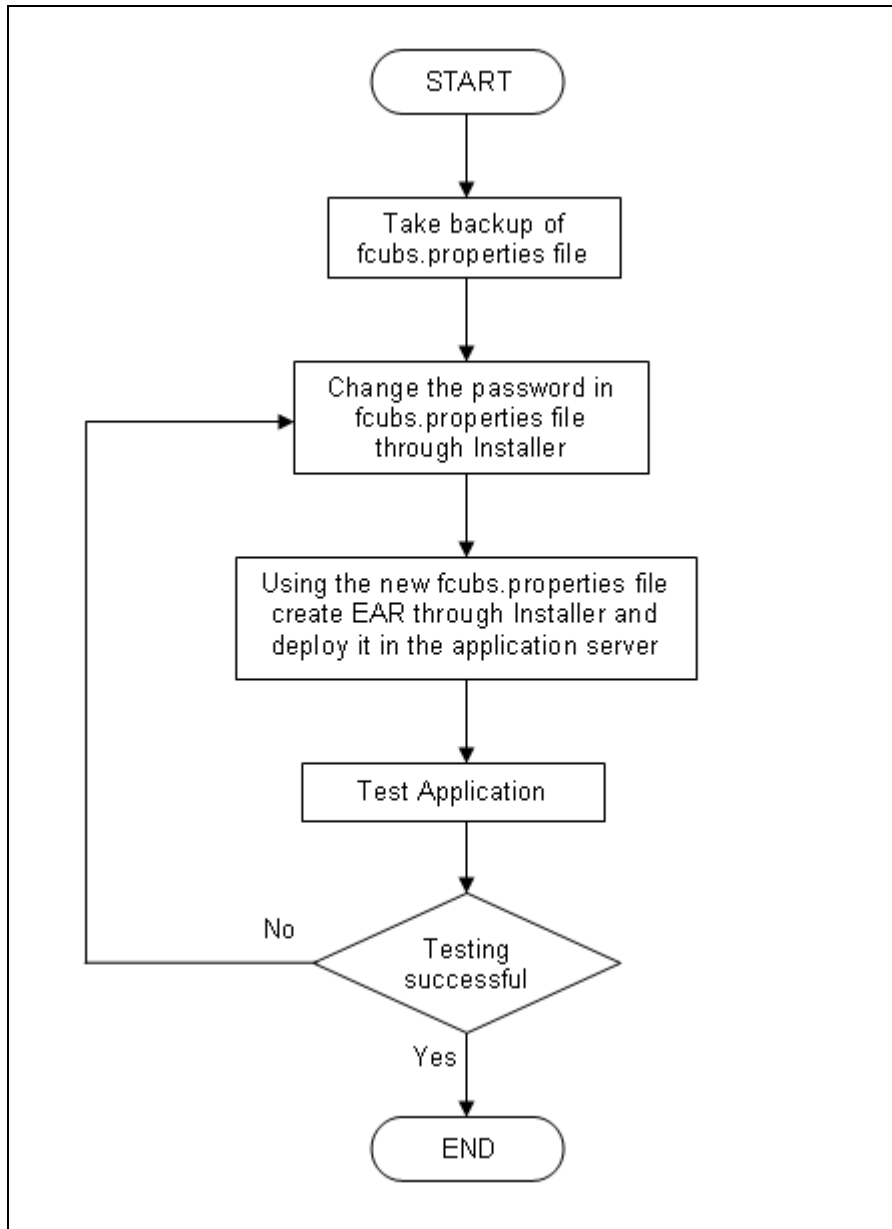 START
Take backup of
fcubs.properties file
Change the password in
fcubs.properties file
through Installer
Using the new fcubs.properties file
create EAR through Installer and
deploy it in the application server
Test Application
No
Testing
successful
Yes
END